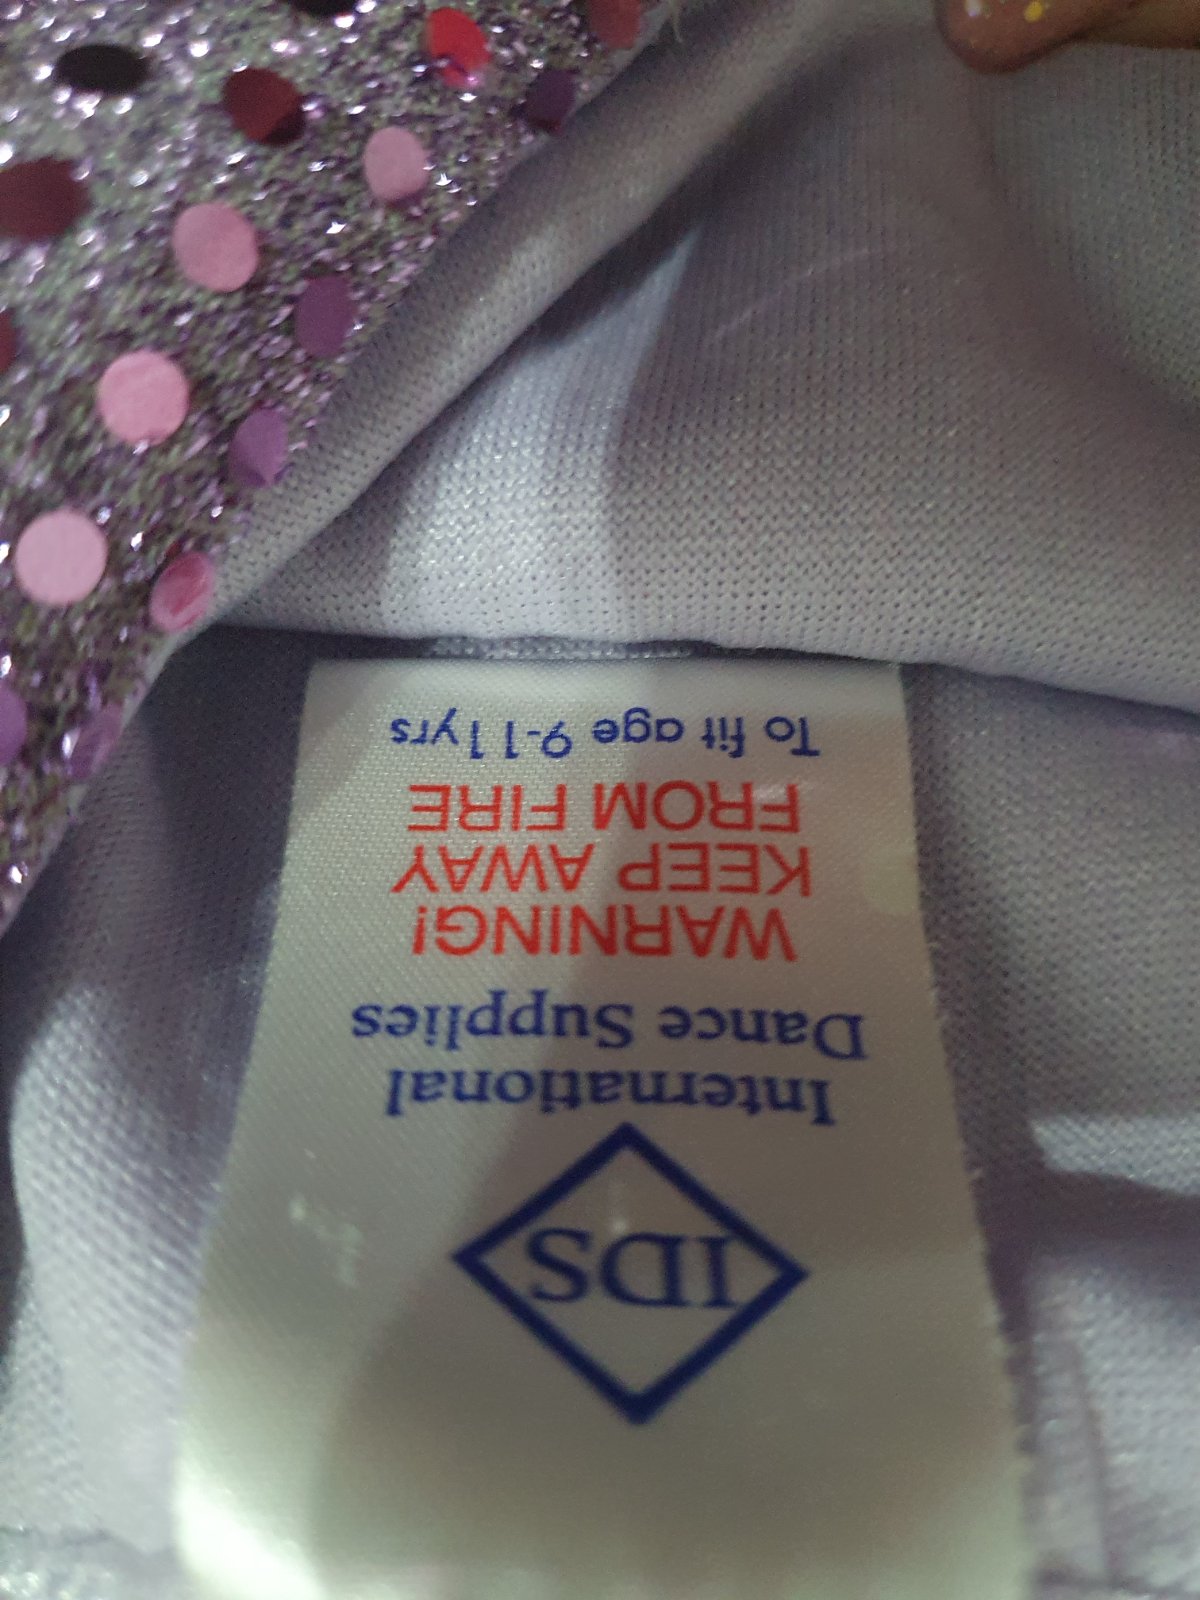 IDS
International
Dance Supplies
WARNING!
KEEP AWAY
FROM FIRE
To fit age 9-11yrs